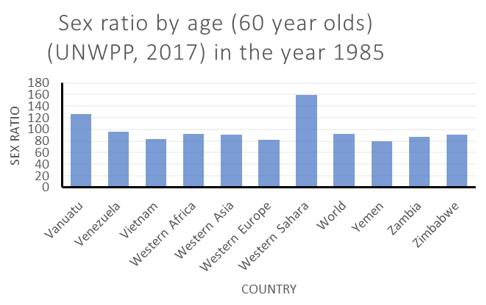 Sex ratio by age (60 year olds)
(UNWPP, 2017) in the year 1985
180
160
140
120
100
80
60
40
20
0
SEX RATIO
Vanuatu
Venezuela
Vietnam
Western Africa
Western Asia
Western Europe
Western Sahara
World
Yemen
Zambia
Zimbabwe
COUNTRY